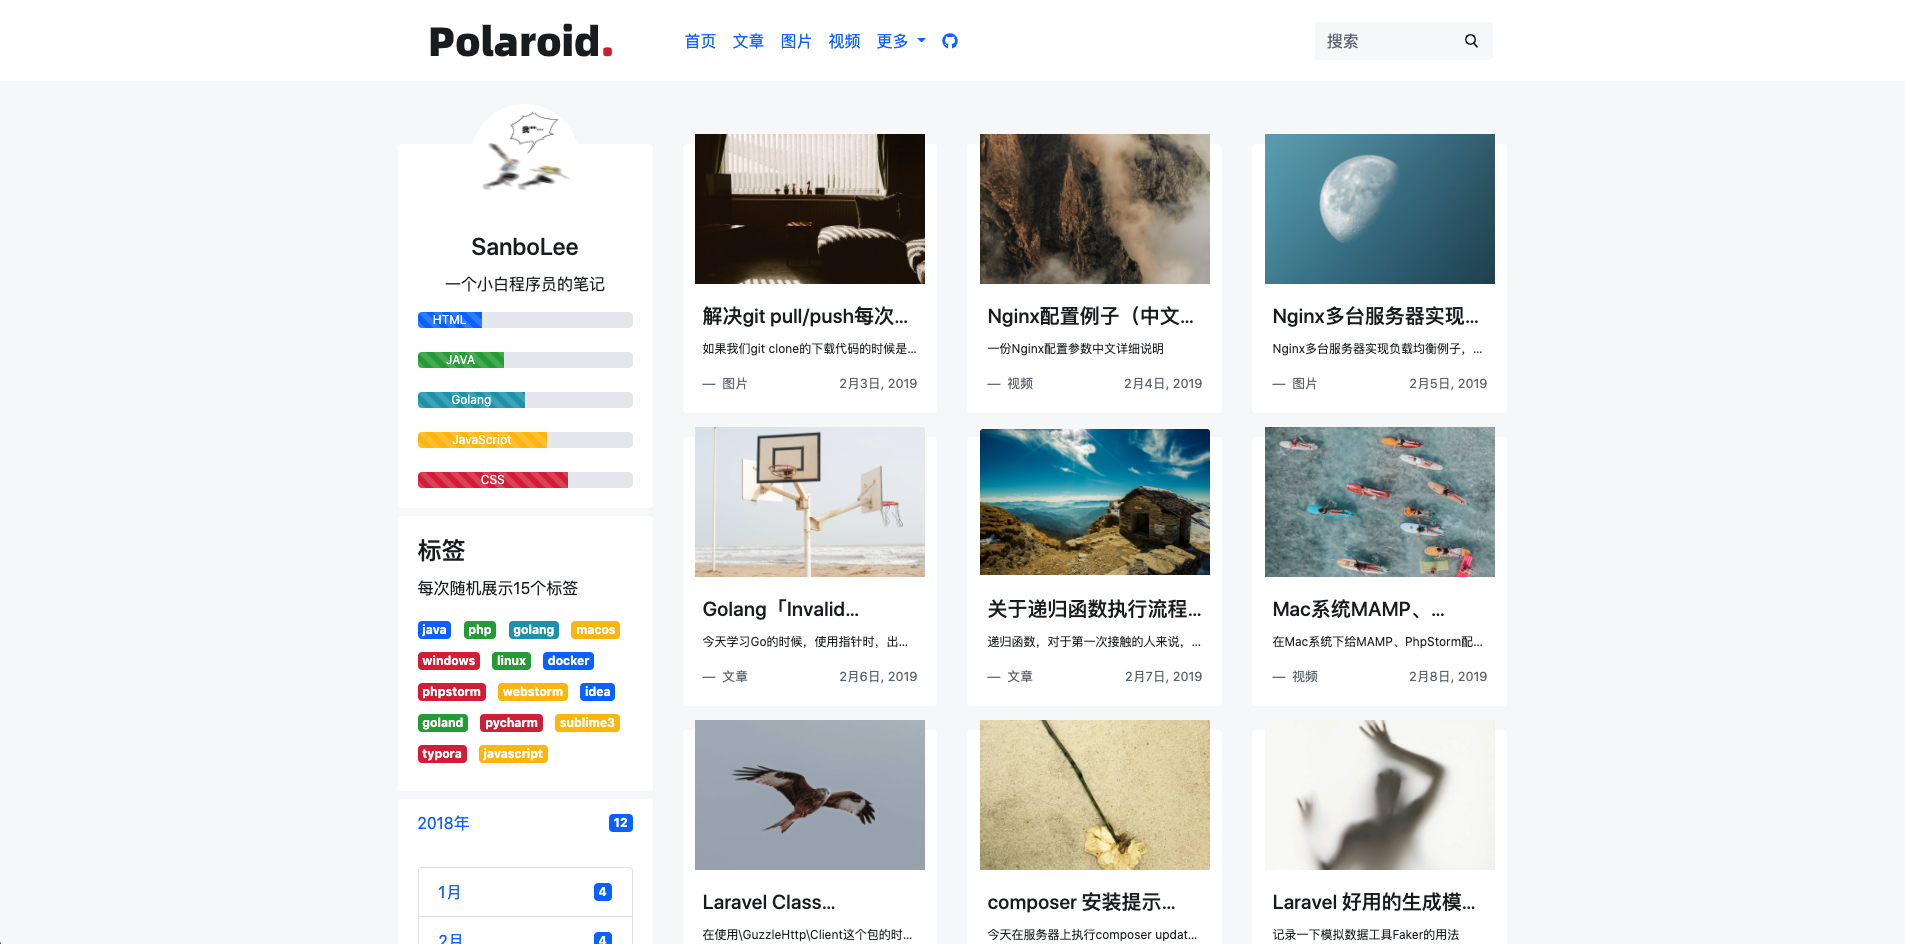 Polaroid.
首页 文章 图片 视频 更多
搜索
我**...
SanboLee
一个小白程序员的笔记
HTML
JAVA
Golang
JavaScript
CSS
标签
每次随机展示15个标签
java php golang macos
windows linux docker
phpstorm webstorm idea
goland pycharm sublime3
typora javascript
2018年 12
1月 4
2月 4
解决git pull/push每次...
如果我们git clone的下载代码的时候是...
— 图片 2月3日, 2019
Nginx配置例子（中文...
一份Nginx配置参数中文详细说明
— 视频 2月4日, 2019
Nginx多台服务器实现...
Nginx多台服务器实现负载均衡例子，...
— 图片 2月5日, 2019
Golang「Invalid...
今天学习Go的时候，使用指针时，出...
— 文章 2月6日, 2019
关于递归函数执行流程...
递归函数，对于第一次接触的人来说，...
— 文章 2月7日, 2019
Mac系统MAMP、...
在Mac系统下给MAMP、PhpStorm配...
— 视频 2月8日, 2019
Laravel Class...
在使用\GuzzleHttp\Client这个包的时...
composer 安装提示...
今天在服务器上执行composer updat...
Laravel 好用的生成模...
记录一下模拟数据工具Faker的用法